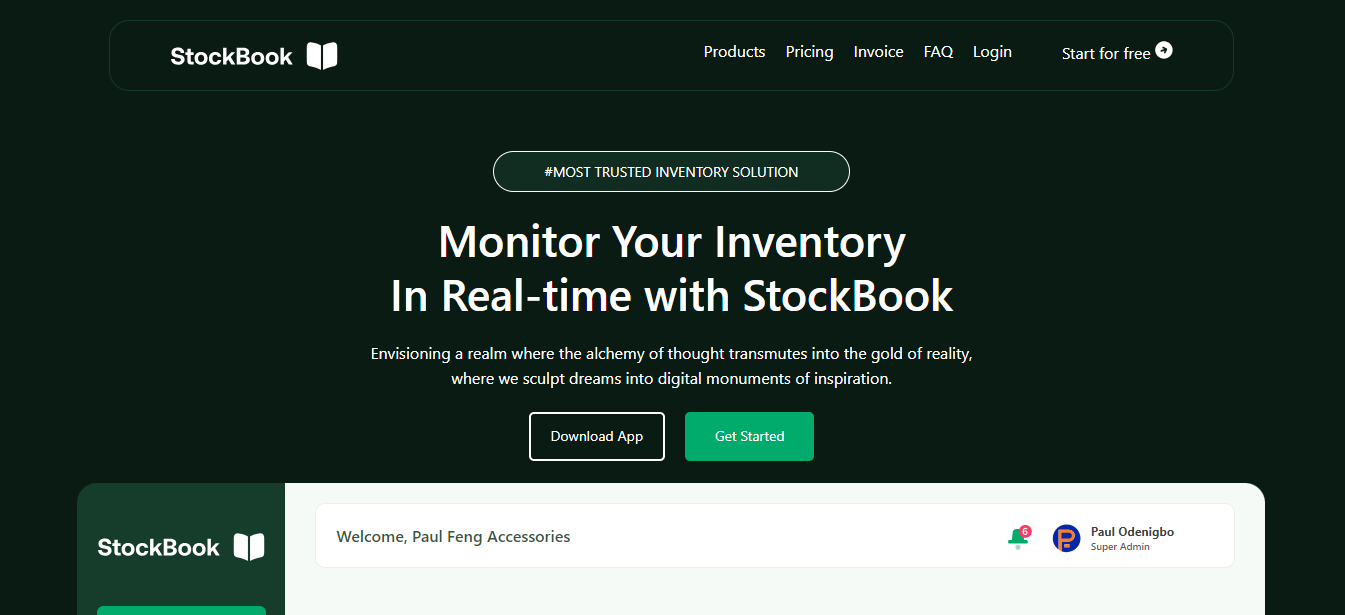 StockBook
Products Pricing Invoice FAQ Login Start for free
#MOST TRUSTED INVENTORY SOLUTION
Monitor Your Inventory
In Real-time with StockBook
Envisioning a realm where the alchemy of thought transmutes into the gold of reality,
where we sculpt dreams into digital monuments of inspiration.
Download App Get Started
StockBook
Welcome, Paul Feng Accessories
6
Paul Odenigbo
Super Admin